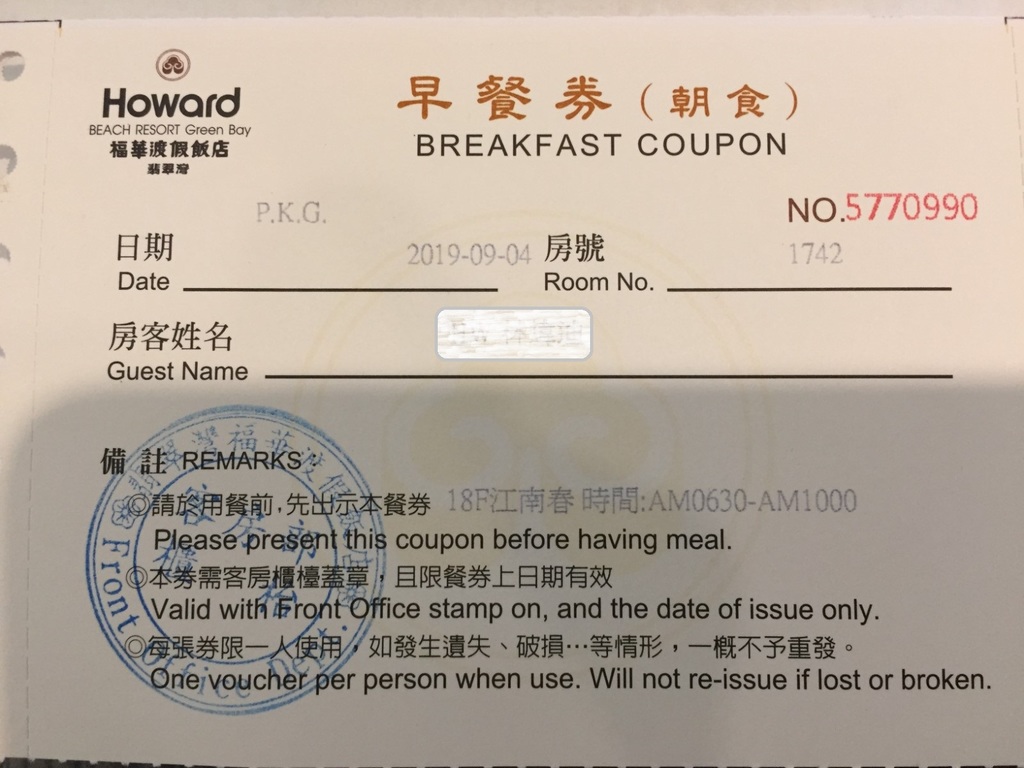 Howard
BEACH RESORT Green Bay
福華渡假飯店
翡翠灣
早餐券(朝食)
BREAKFAST COUPON
P.K.G.
NO.5770990
日期 2019-09-04 房號 1742
Date Room No.
房客姓名
Guest Name
備註 REMARKS:
◎請於用餐前,先出示本餐券 18F江南春 時間:AM0630-AM1000
Please present this coupon before having meal.
◎本券需客房櫃檯蓋章,且限餐券上日期有效
Valid with Front Office stamp on, and the date of issue only.
◎每張券限一人使用,如發生遺失、破損…等情形,一概不予重發。
One voucher per person when use. Will not re-issue if lost or broken.
Front Office Dept.